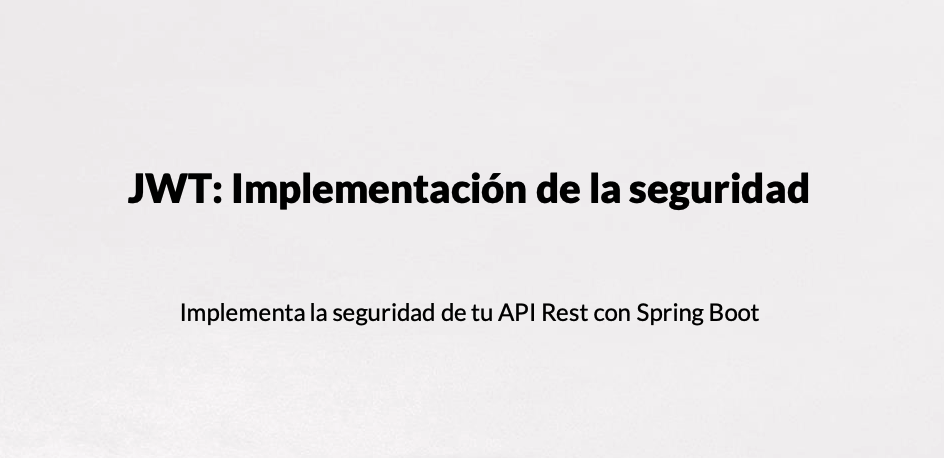 JWT: Implementación de la seguridad
Implementa la seguridad de tu API Rest con Spring Boot